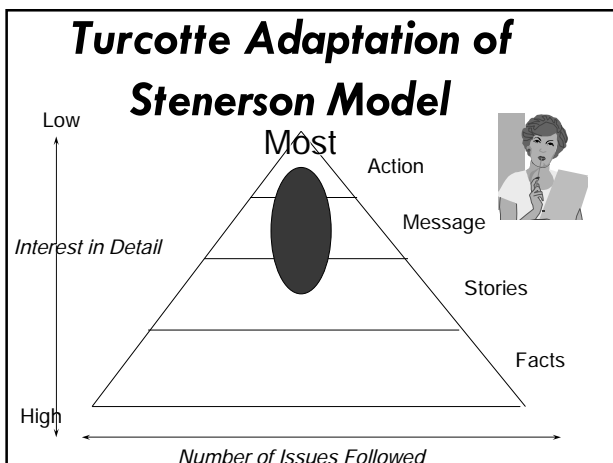 Turcotte Adaptation of
Stenerson Model
Low
Most
Action
Message
Interest in Detail
Stories
Facts
High
Number of Issues Followed